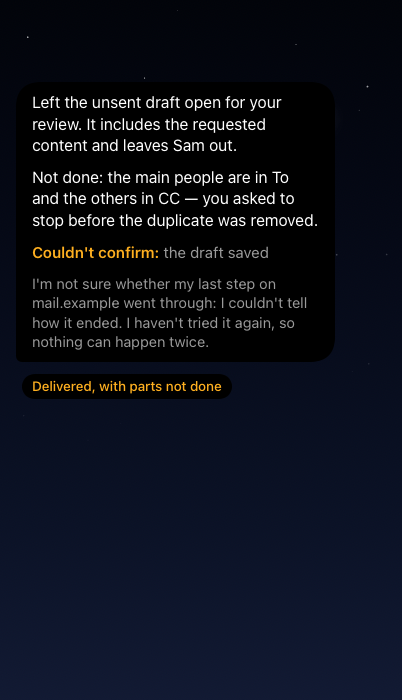 Left the unsent draft open for your
review. It includes the requested
content and leaves Sam out.
Not done: the main people are in To
and the others in CC — you asked to
stop before the duplicate was removed.
Couldn't confirm: the draft saved
I'm not sure whether my last step on
mail.example went through: I couldn't tell
how it ended. I haven't tried it again, so
nothing can happen twice.
Delivered, with parts not done